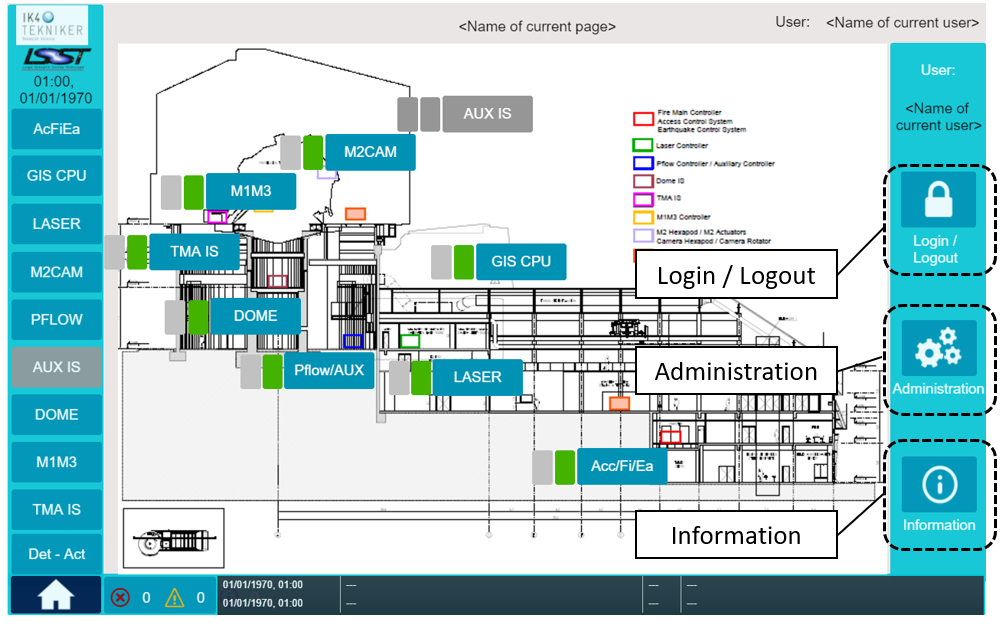 IK4
TEKNIKER
Research Alliance
<Name of current page>
User:
<Name of current user>
LSST
01:00,
01/01/1970
AcFiEa
GIS CPU
LASER
M2CAM
PFLOW
AUX IS
DOME
M1M3
TMA IS
Det - Act
AUX IS
M2CAM
M1M3
TMA IS
GIS CPU
DOME
Pflow/AUX
LASER
Acc/Fi/Ea
Fire Main Controller
Access Control System
Earthquake Control System
Laser Controller
Pflow Controller / Auxiliary Controller
Dome IS
TMA IS
M1M3 Controller
M2 Hexapod / M2 Actuators
Camera Hexapod / Camera Rotator
Login / Logout
Administration
Information
User:
<Name of
current user>
Login /
Logout
Administration
Information
0
0
01/01/1970, 01:00
---
---
---
01/01/1970, 01:00
---
---
---